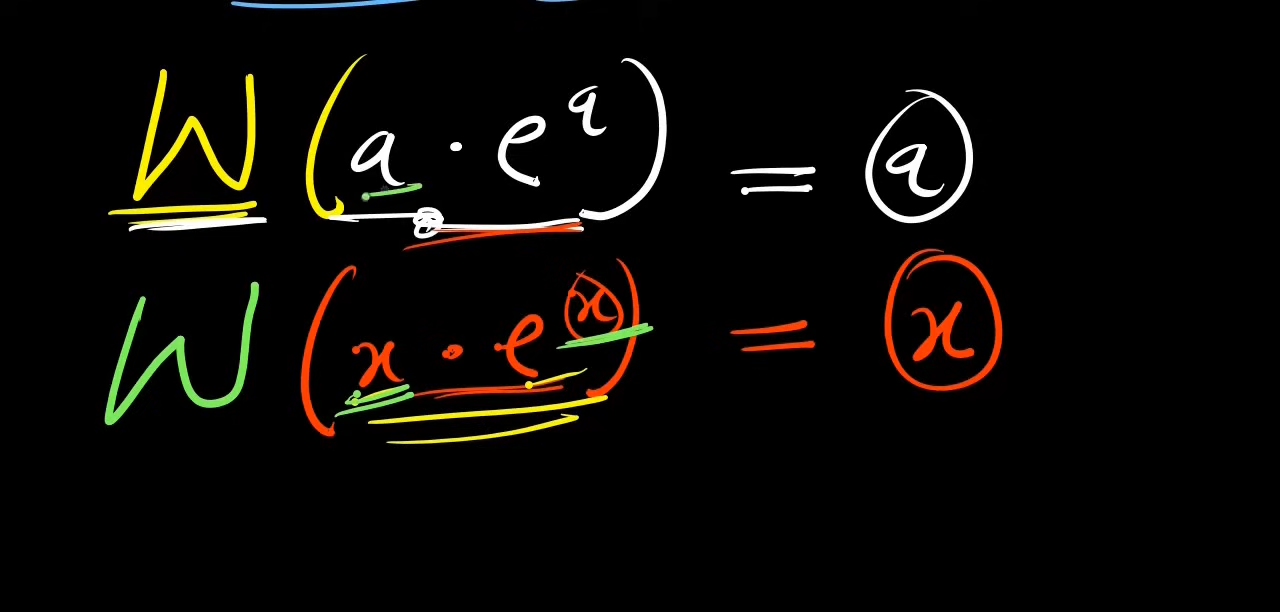 W(a · e^a) = a
W(x · e^x) = x